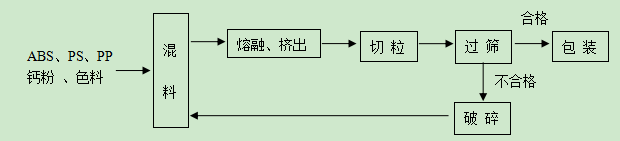 ABS、PS、PP
钙粉 、色料
混
料
熔融、挤出
切 粒
过 筛
合格
包 装
不合格
破 碎